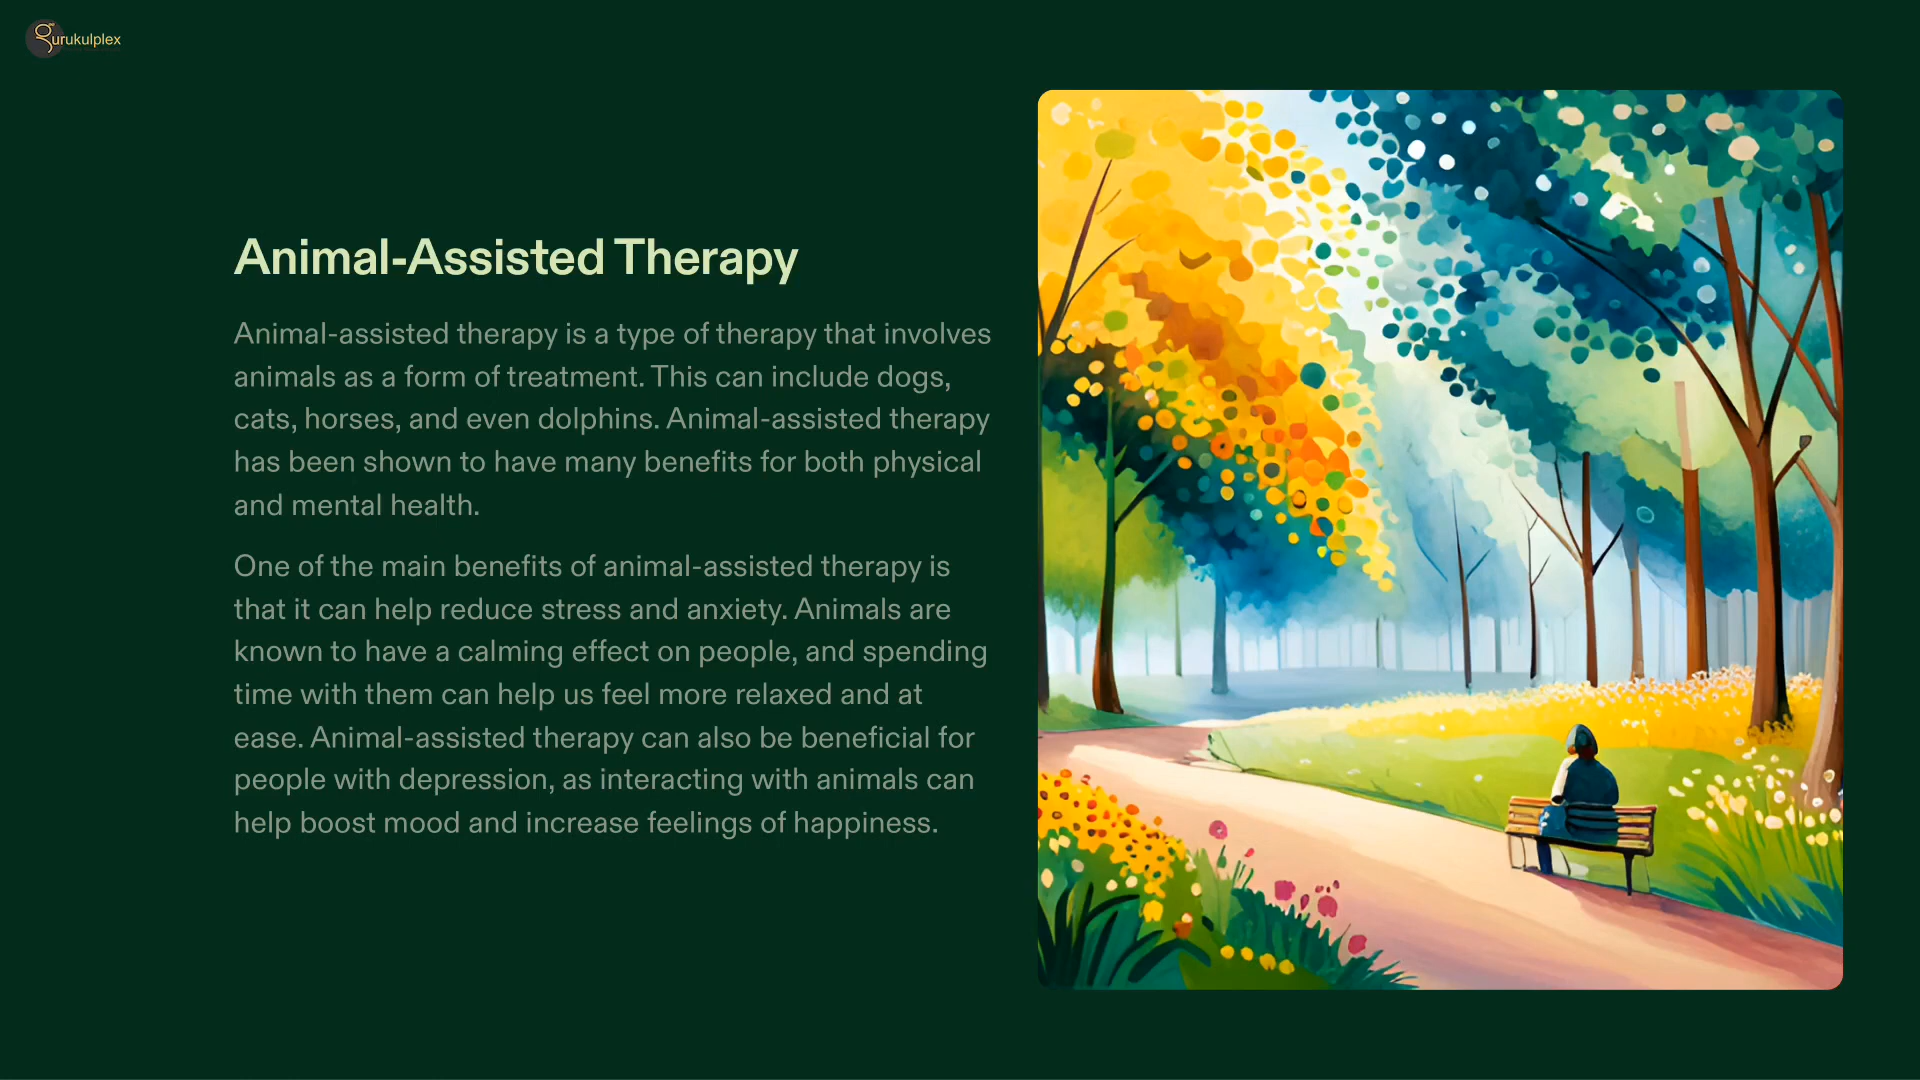 gurukulplex
Animal-Assisted Therapy
Animal-assisted therapy is a type of therapy that involves
animals as a form of treatment. This can include dogs,
cats, horses, and even dolphins. Animal-assisted therapy
has been shown to have many benefits for both physical
and mental health.
One of the main benefits of animal-assisted therapy is
that it can help reduce stress and anxiety. Animals are
known to have a calming effect on people, and spending
time with them can help us feel more relaxed and at
ease. Animal-assisted therapy can also be beneficial for
people with depression, as interacting with animals can
help boost mood and increase feelings of happiness.